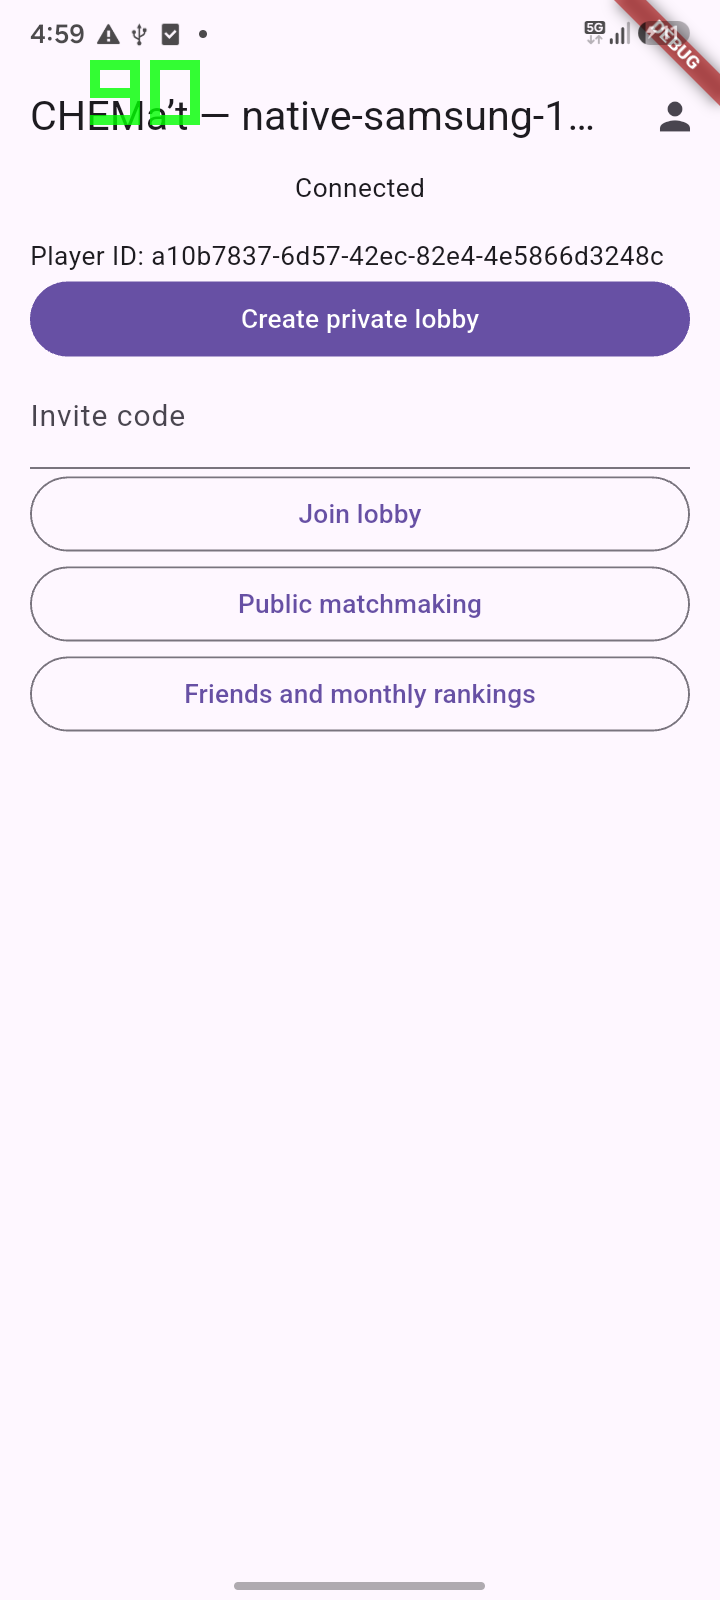 4:59
5G
DEBUG
90
CHEMa't — native-samsung-1…
Connected
Player ID: a10b7837-6d57-42ec-82e4-4e5866d3248c
Create private lobby
Invite code
Join lobby
Public matchmaking
Friends and monthly rankings